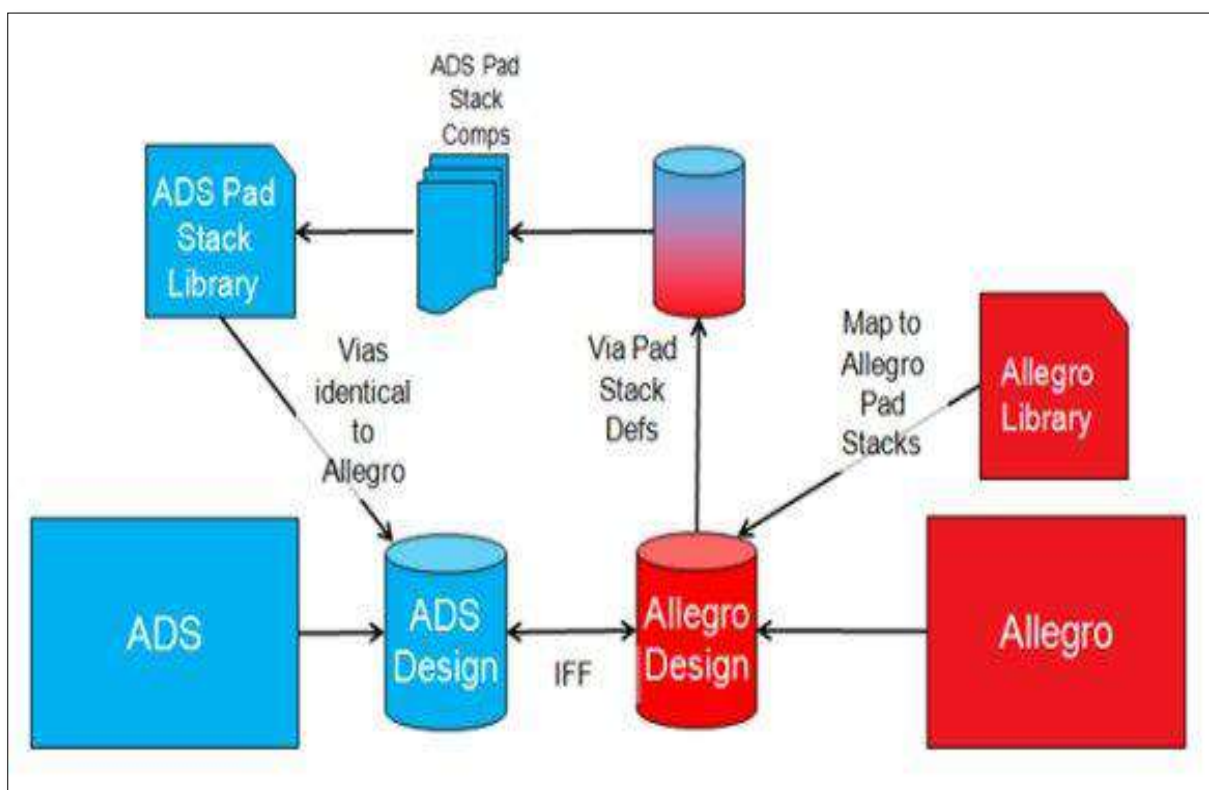 ADS Pad
Stack
Comps
ADS Pad
Stack
Library
Vias
identical
to
Allegro
Via Pad
Stack
Defs
Map to
Allegro
Pad
Stacks
Allegro
Library
ADS
ADS
Design
IFF
Allegro
Design
Allegro